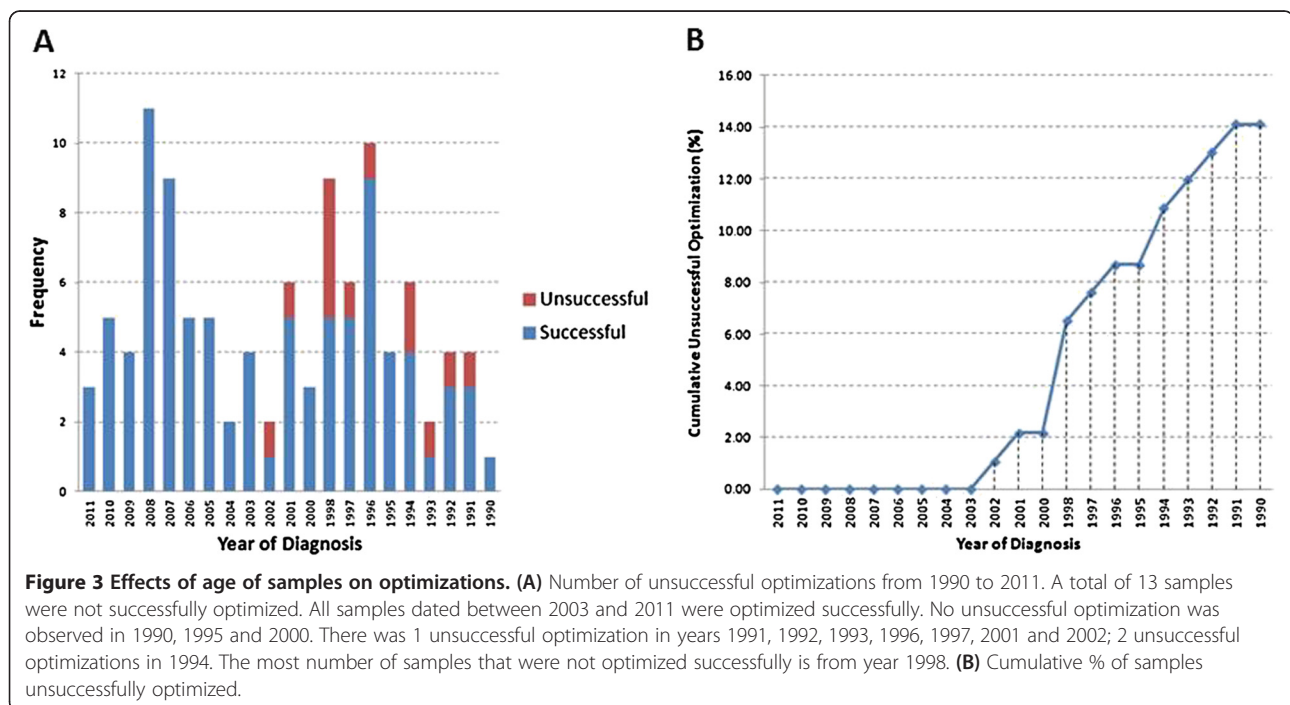 A
12
10
8
6
4
2
0
Frequency
2011 2010 2009 2008 2007 2006 2005 2004 2003 2002 2001 2000 1998 1997 1996 1995 1994 1993 1992 1991 1990
Year of Diagnosis
Unsuccessful
Successful
B
16.00
14.00
12.00
10.00
8.00
6.00
4.00
2.00
0.00
Cumulative Unsuccessful Optimization (%)
2011 2010 2009 2008 2007 2006 2005 2004 2003 2002 2001 2000 1998 1997 1996 1995 1994 1993 1992 1991 1990
Year of Diagnosis
Figure 3 Effects of age of samples on optimizations. (A) Number of unsuccessful optimizations from 1990 to 2011. A total of 13 samples
were not successfully optimized. All samples dated between 2003 and 2011 were optimized successfully. No unsuccessful optimization was
observed in 1990, 1995 and 2000. There was 1 unsuccessful optimization in years 1991, 1992, 1993, 1996, 1997, 2001 and 2002; 2 unsuccessful
optimizations in 1994. The most number of samples that were not optimized successfully is from year 1998. (B) Cumulative % of samples
unsuccessfully optimized.